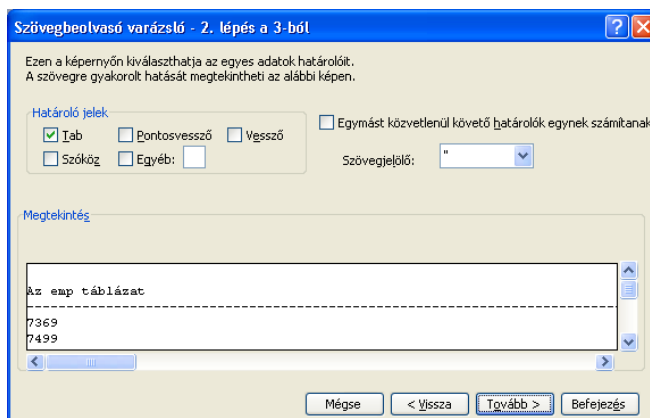 Szövegbeolvasó varázsló - 2. lépés a 3-ból
Ezen a képernyőn kiválaszthatja az egyes adatok határolóit.
A szövegre gyakorolt hatását megtekintheti az alábbi képen.
Határoló jelek
Tab Pontosvessző Vessző
Szóköz Egyéb:
Egymást közvetlenül követő határolók egynek számítanak
Szövegjelölő: "
Megtekintés
Az emp táblázat
--------------------------------------------------------------------------------
7369
7499
Mégse < Vissza Tovább > Befejezés